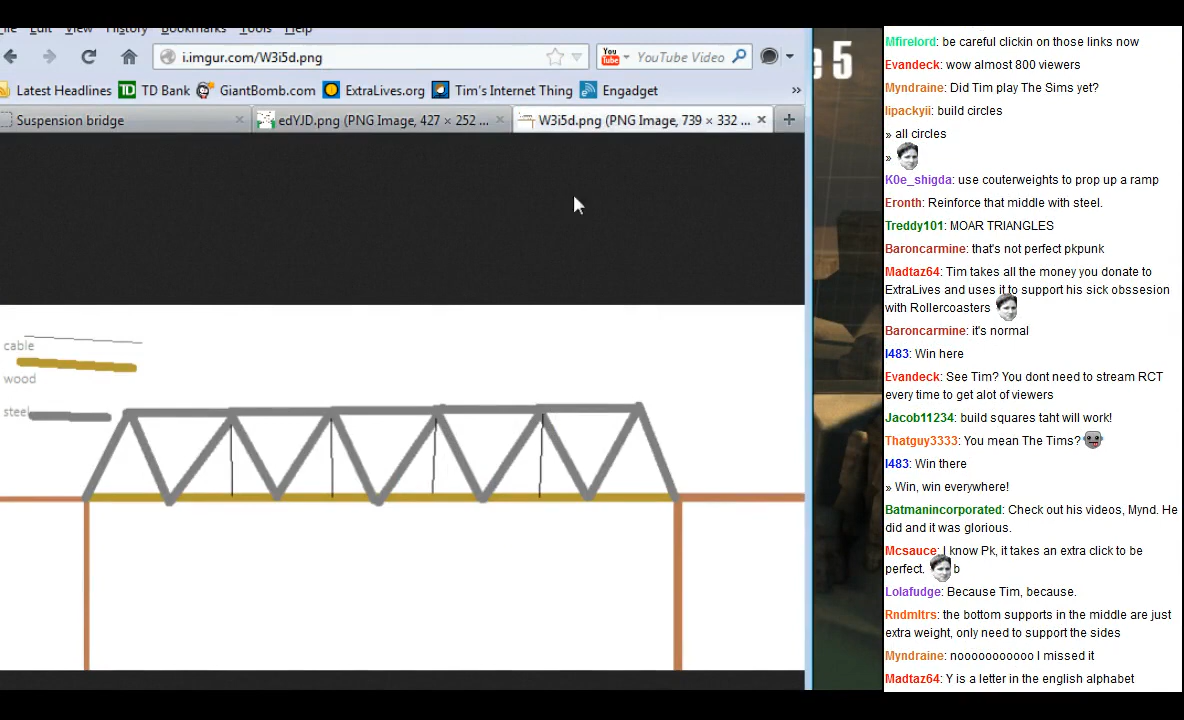 File Edit View History Bookmarks Tools Help
i.imgur.com/W3i5d.png
You Tube
YouTube Video
e 5
Latest Headlines TD TD Bank GiantBomb.com ExtraLives.org Tim's Internet Thing Engadget »
Suspension bridge
edYJD.png (PNG Image, 427 × 252 ...
W3i5d.png (PNG Image, 739 × 332 ...
cable
wood
steel
Mfirelord: be careful clickin on those links now
Evandeck: wow almost 800 viewers
Myndraine: Did Tim play The Sims yet?
lipackyii: build circles
» all circles
»
K0e_shigda: use couterweights to prop up a ramp
Eronth: Reinforce that middle with steel.
Treddy101: MOAR TRIANGLES
Baroncarmine: that's not perfect pkpunk
Madtaz64: Tim takes all the money you donate to
ExtraLives and uses it to support his sick obssesion
with Rollercoasters
Baroncarmine: it's normal
I483: Win here
Evandeck: See Tim? You dont need to stream RCT
every time to get alot of viewers
Jacob11234: build squares taht will work!
Thatguy3333: You mean The Tims?
I483: Win there
» Win, win everywhere!
Batmanincorporated: Check out his videos, Mynd. He
did and it was glorious.
Mcsauce: I know Pk, it takes an extra click to be
perfect. b
Lolafudge: Because Tim, because.
Rndmltrs: the bottom supports in the middle are just
extra weight, only need to support the sides
Myndraine: nooooooooooo I missed it
Madtaz64: Y is a letter in the english alphabet